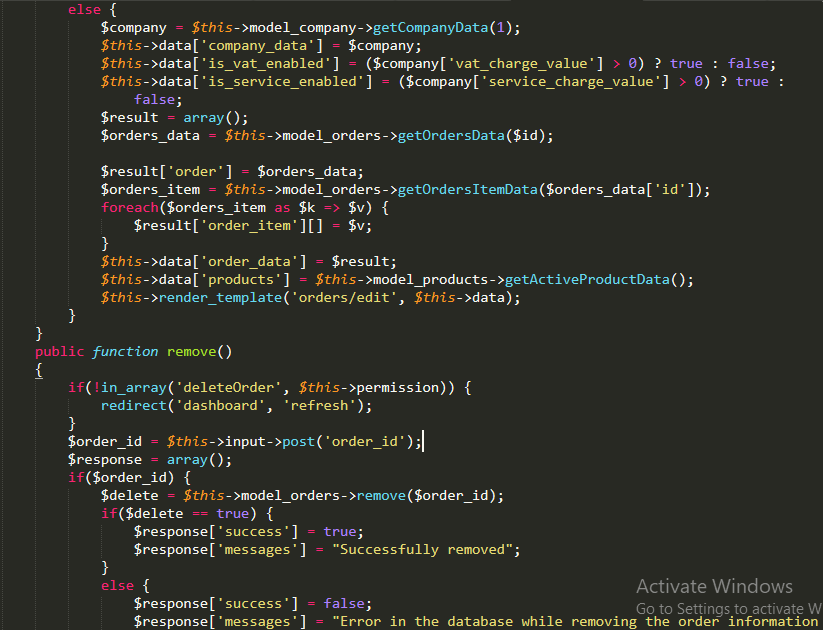 else {
$company = $this->model_company->getCompanyData(1);
$this->data['company_data'] = $company;
$this->data['is_vat_enabled'] = ($company['vat_charge_value'] > 0) ? true : false;
$this->data['is_service_enabled'] = ($company['service_charge_value'] > 0) ? true :
false;
$result = array();
$orders_data = $this->model_orders->getOrdersData($id);
$result['order'] = $orders_data;
$orders_item = $this->model_orders->getOrdersItemData($orders_data['id']);
foreach($orders_item as $k => $v) {
$result['order_item'][] = $v;
}
$this->data['order_data'] = $result;
$this->data['products'] = $this->model_products->getActiveProductData();
$this->render_template('orders/edit', $this->data);
}
}
public function remove()
{
if(!in_array('deleteOrder', $this->permission)) {
redirect('dashboard', 'refresh');
}
$order_id = $this->input->post('order_id');
$response = array();
if($order_id) {
$delete = $this->model_orders->remove($order_id);
if($delete == true) {
$response['success'] = true;
$response['messages'] = "Successfully removed";
}
else {
$response['success'] = false;
$response['messages'] = "Error in the database while removing the order information
Activate Windows
Go to Settings to activate W